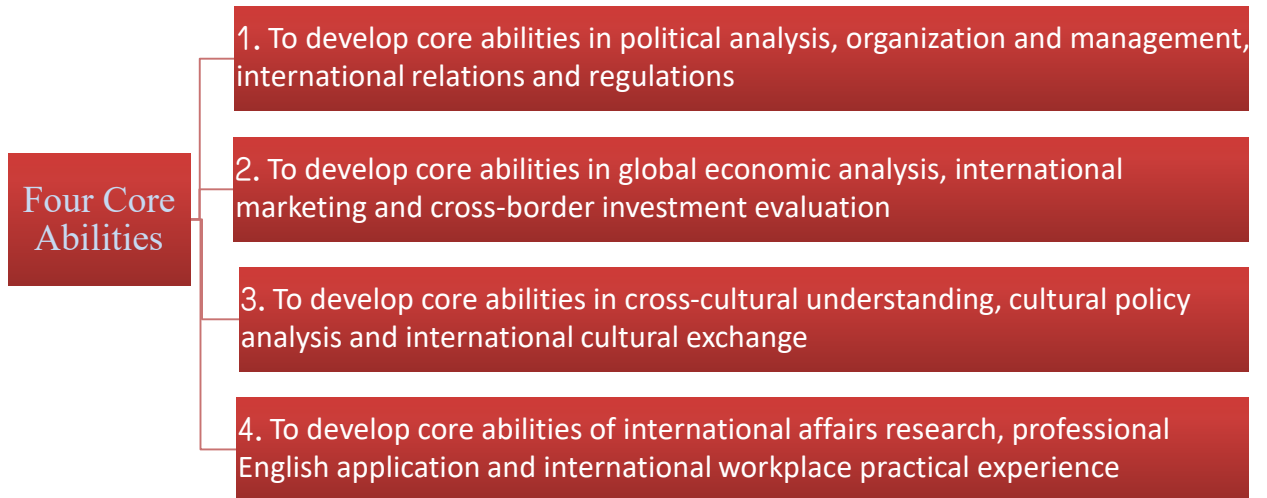 Four Core
Abilities
1. To develop core abilities in political analysis, organization and management,
international relations and regulations
2. To develop core abilities in global economic analysis, international
marketing and cross-border investment evaluation
3. To develop core abilities in cross-cultural understanding, cultural policy
analysis and international cultural exchange
4. To develop core abilities of international affairs research, professional
English application and international workplace practical experience